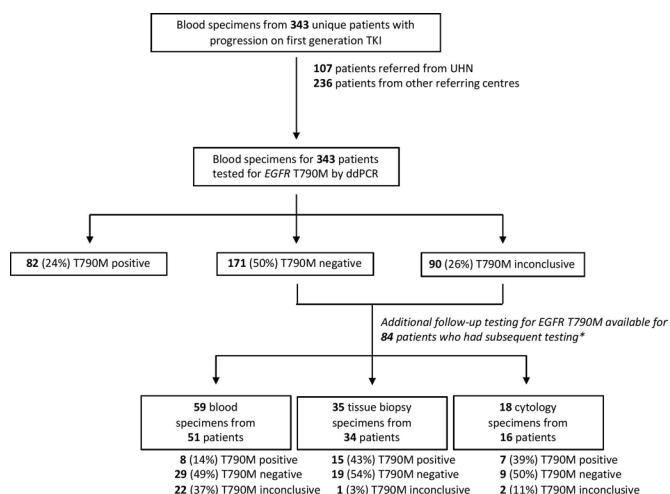 Blood specimens from 343 unique patients with
progression on first generation TKI
107 patients referred from UHN
236 patients from other referring centres
Blood specimens for 343 patients
tested for EGFR T790M by ddPCR
82 (24%) T790M positive
171 (50%) T790M negative
90 (26%) T790M inconclusive
Additional follow-up testing for EGFR T790M available for
84 patients who had subsequent testing*
59 blood
specimens from
51 patients
8 (14%) T790M positive
29 (49%) T790M negative
22 (37%) T790M inconclusive
35 tissue biopsy
specimens from
34 patients
15 (43%) T790M positive
19 (54%) T790M negative
1 (3%) T790M inconclusive
18 cytology
specimens from
16 patients
7 (39%) T790M positive
9 (50%) T790M negative
2 (11%) T790M inconclusive